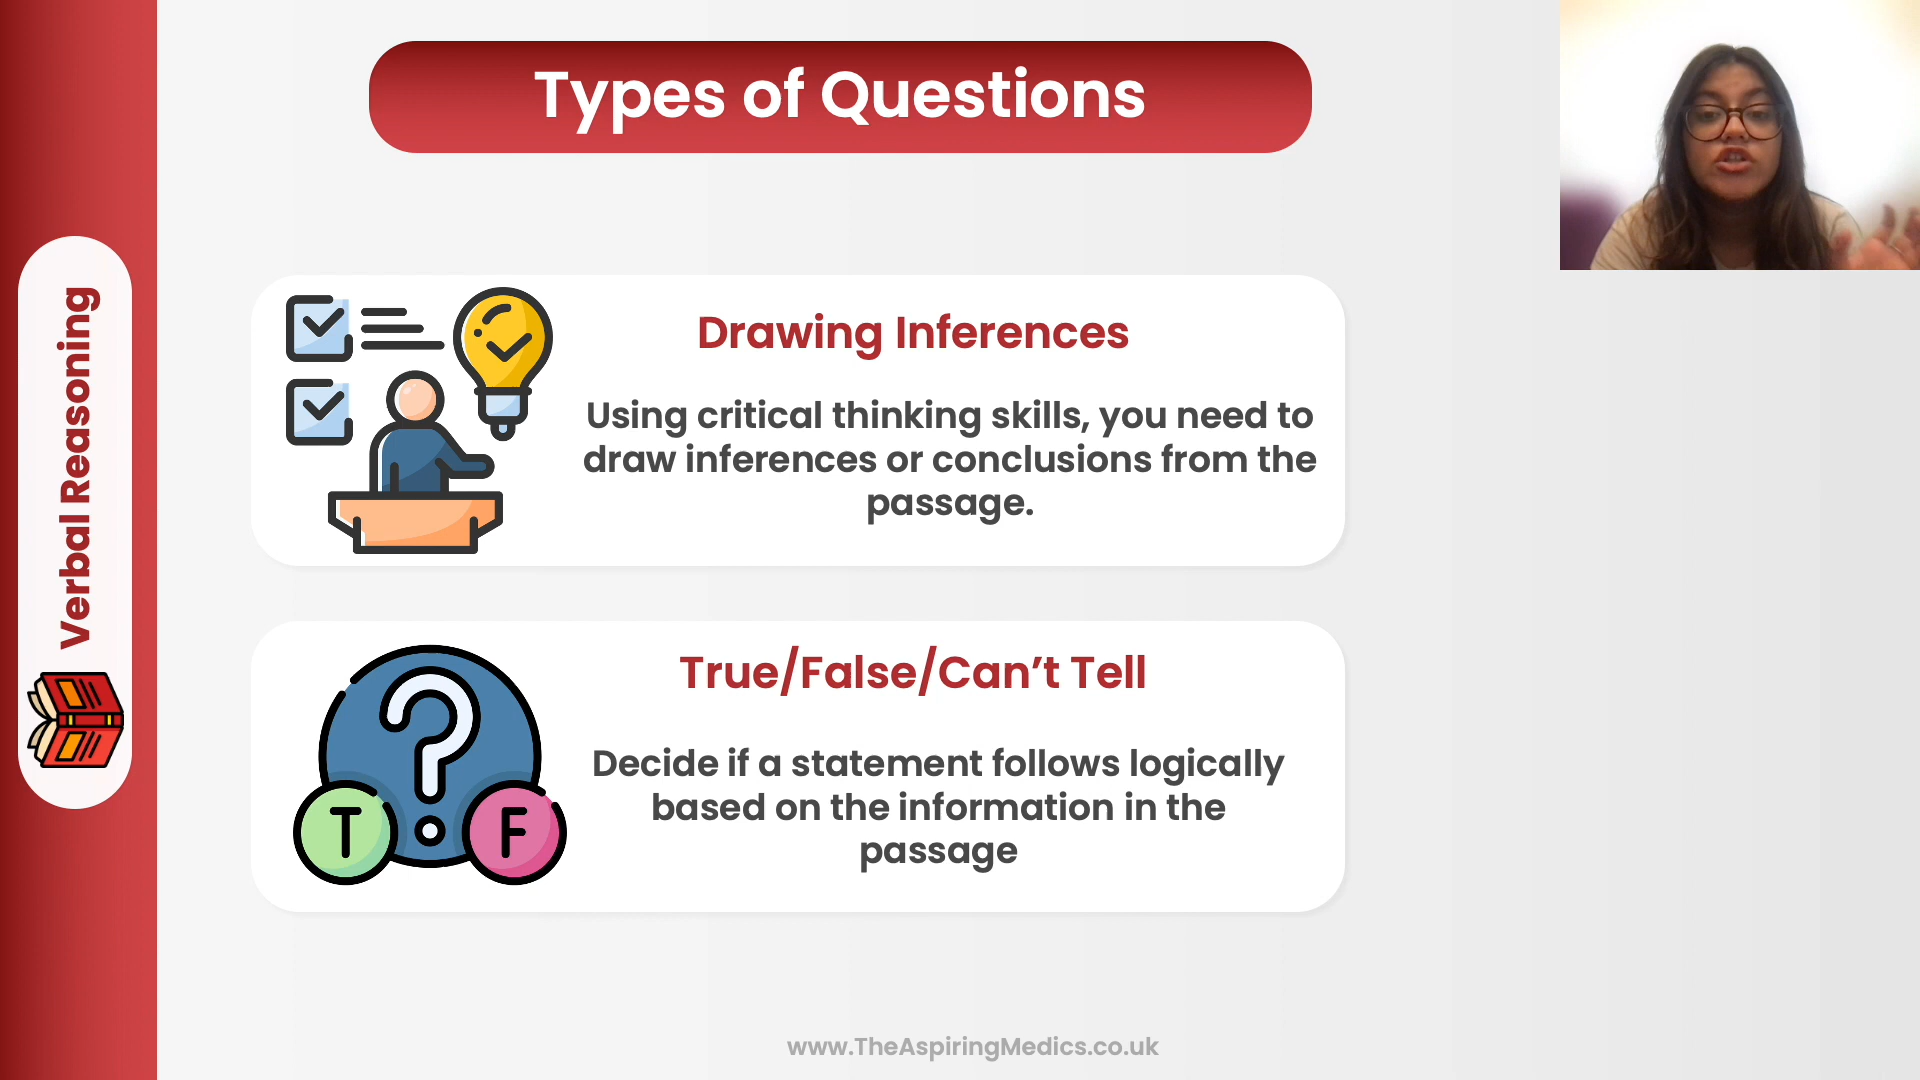 Types of Questions
Verbal Reasoning
Drawing Inferences
Using critical thinking skills, you need to
draw inferences or conclusions from the
passage.
True/False/Can’t Tell
Decide if a statement follows logically
based on the information in the
passage
T
F
www.TheAspiringMedics.co.uk